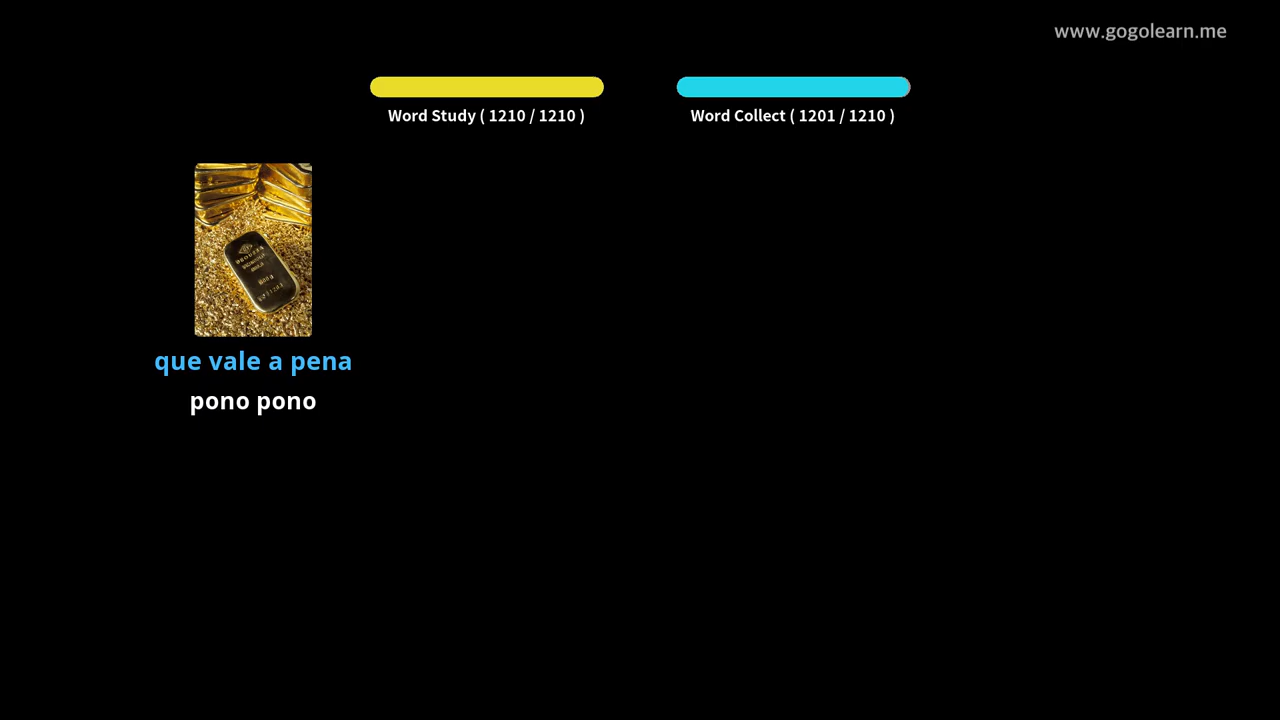 www.gogolearn.me
Word Study ( 1210 / 1210 )
Word Collect ( 1201 / 1210 )
que vale a pena
pono pono